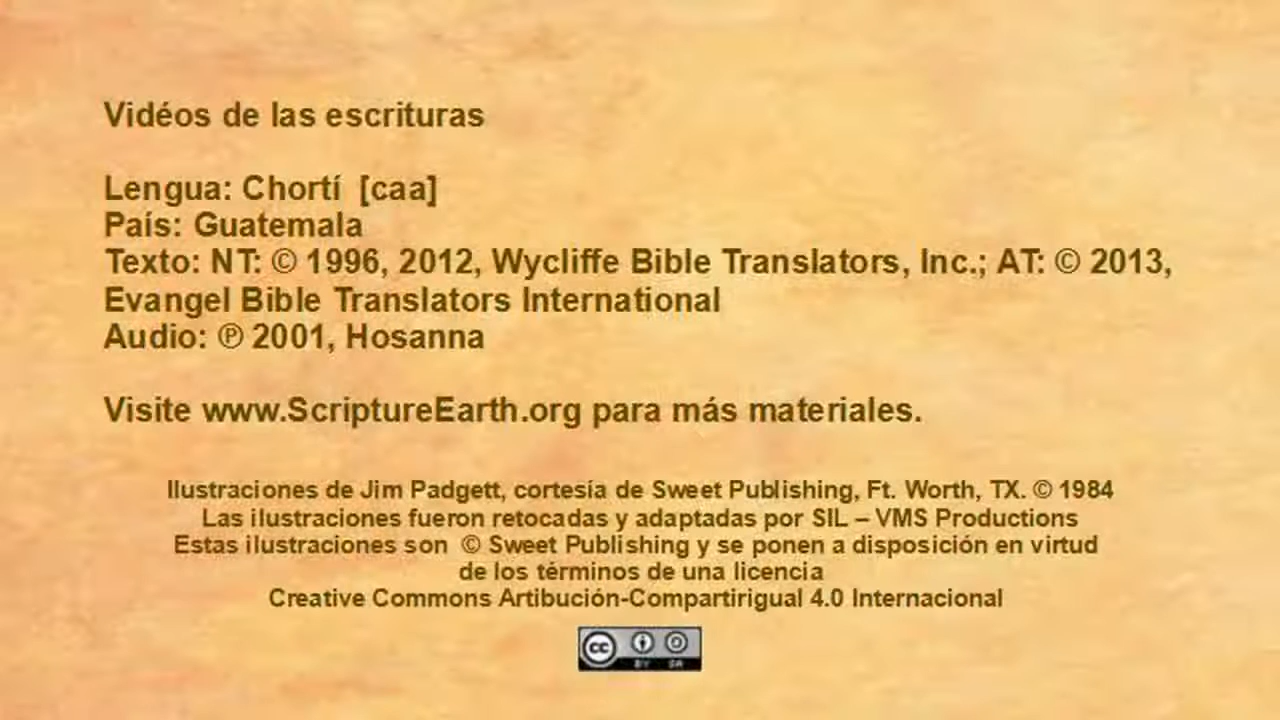 Vidéos de las escrituras
Lengua: Chortí [caa]
País: Guatemala
Texto: NT: © 1996, 2012, Wycliffe Bible Translators, Inc.; AT: © 2013,
Evangel Bible Translators International
Audio: ℗ 2001, Hosanna
Visite www.ScriptureEarth.org para más materiales.
Ilustraciones de Jim Padgett, cortesía de Sweet Publishing, Ft. Worth, TX. © 1984
Las ilustraciones fueron retocadas y adaptadas por SIL – VMS Productions
Estas ilustraciones son © Sweet Publishing y se ponen a disposición en virtud
de los términos de una licencia
Creative Commons Artibución-Compartirigual 4.0 Internacional
cc
BY SA